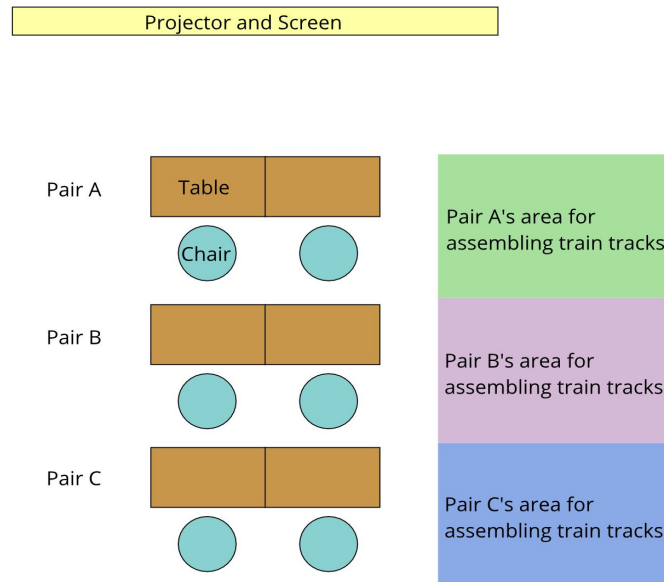 Projector and Screen
Pair A
Table
Chair
Pair A's area for
assembling train tracks
Pair B
Pair B's area for
assembling train tracks
Pair C
Pair C's area for
assembling train tracks